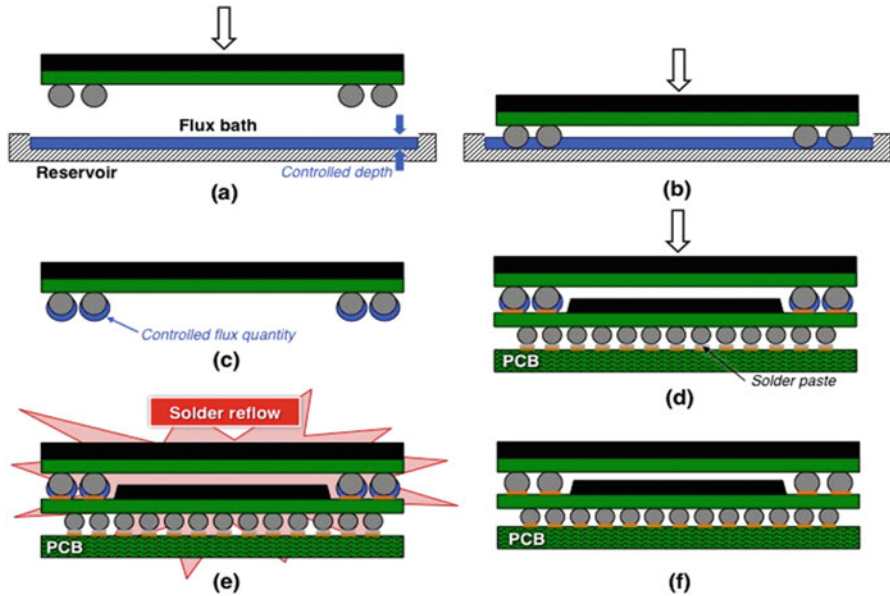 Flux bath
Reservoir
Controlled depth
(a)
(b)
Controlled flux quantity
(c)
PCB
Solder paste
(d)
Solder reflow
PCB
(e)
PCB
(f)